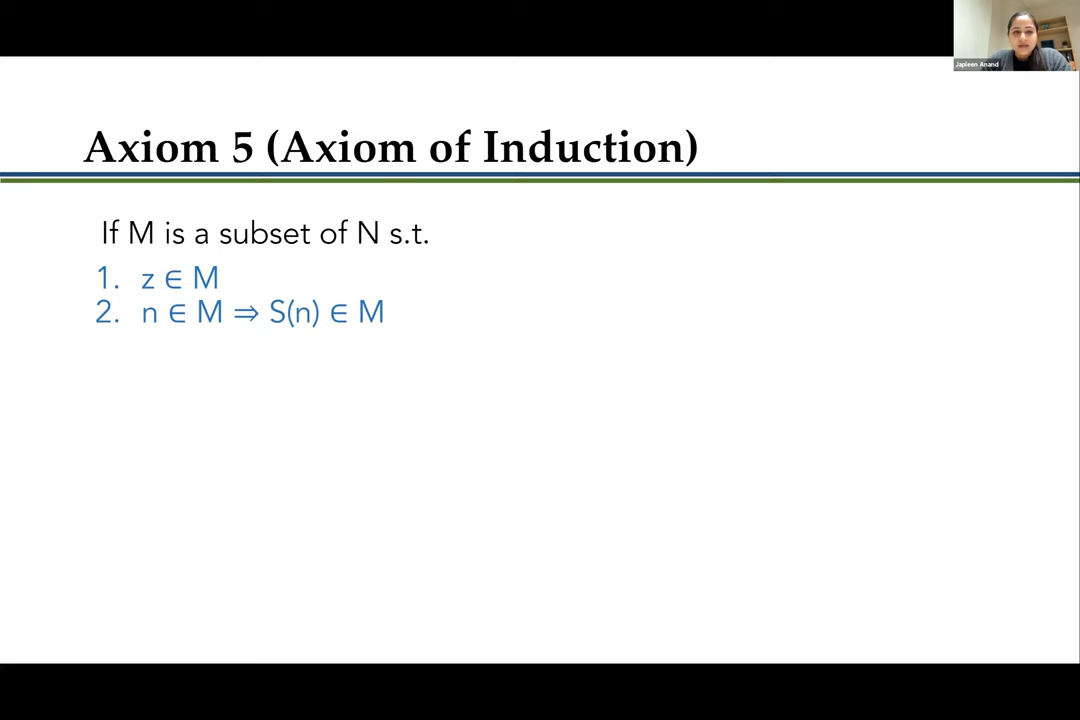 Japleen Anand
Axiom 5 (Axiom of Induction)
If M is a subset of N s.t.
1. z ∈ M
2. n ∈ M ⇒ S(n) ∈ M